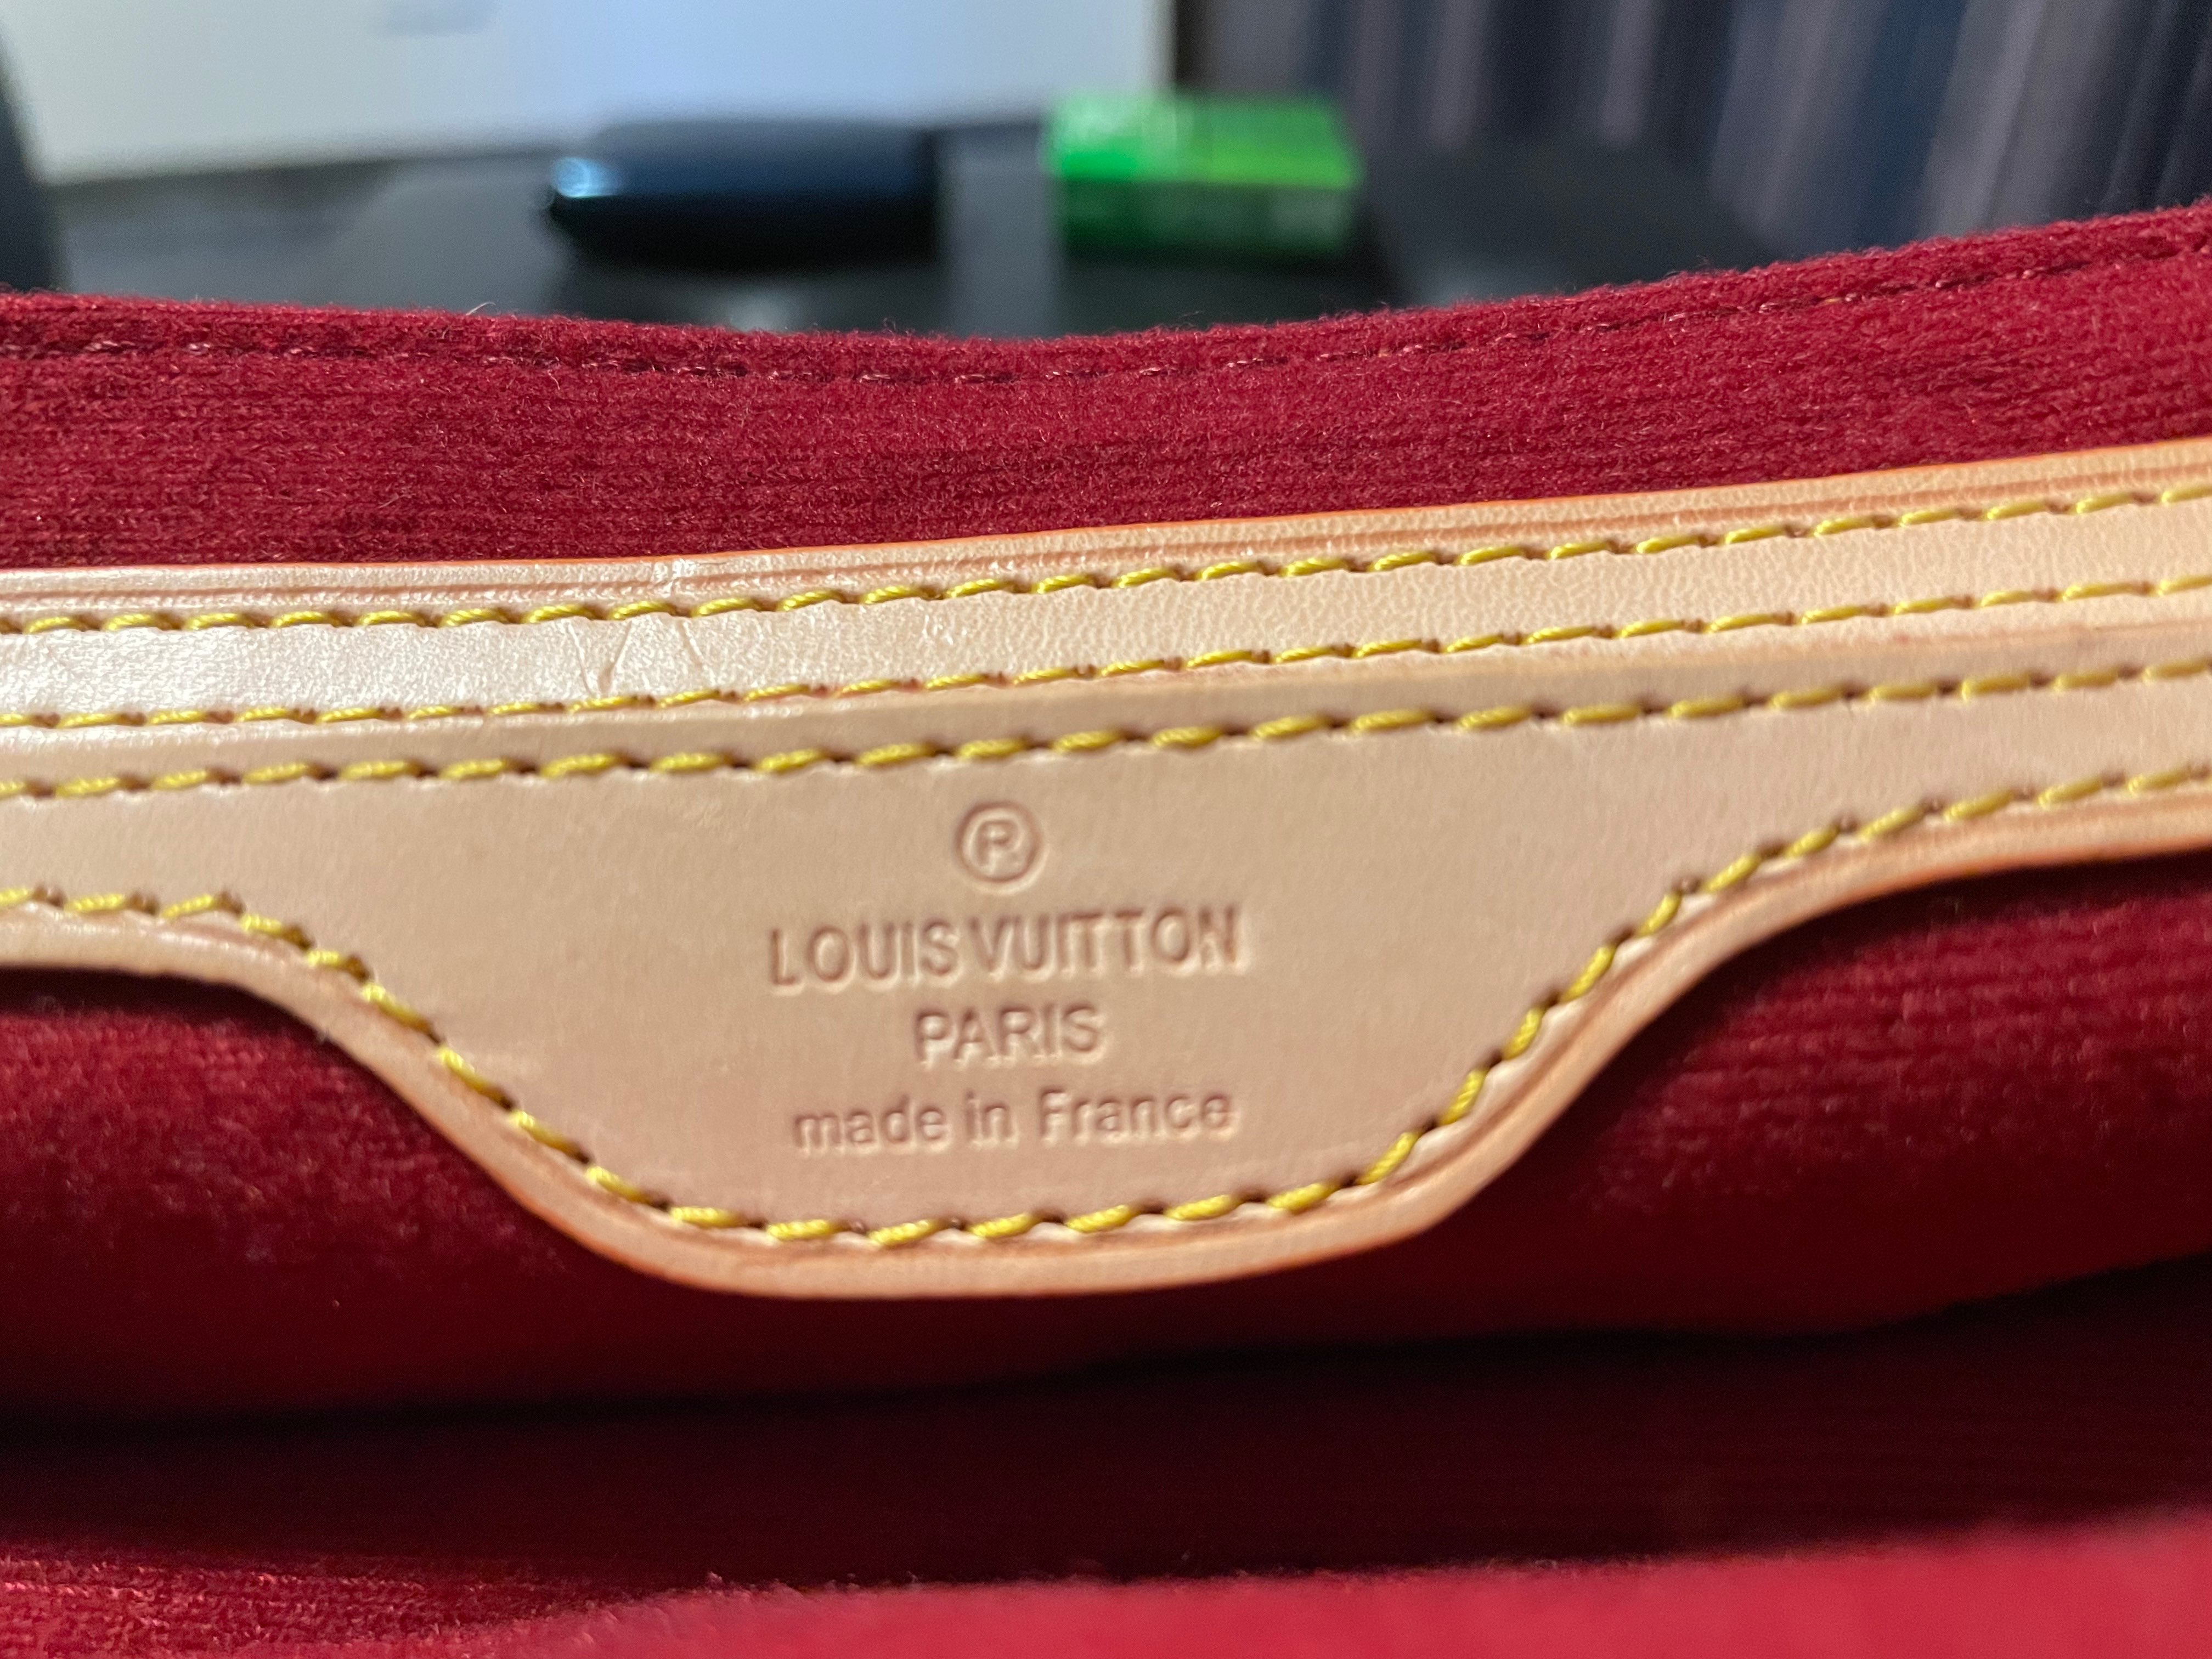 ®
LOUIS VUITTON
PARIS
made in France